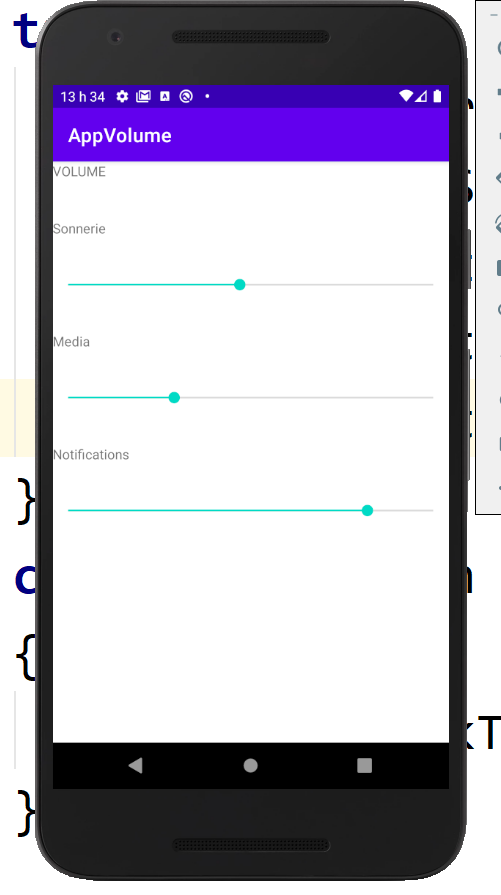 t
13 h 34
AppVolume
VOLUME
Sonnerie
Media
Notifications
}
c
{
T
}